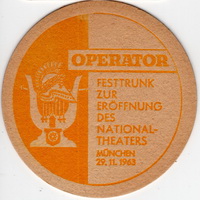 OPERATOR
FESTTRUNK
ZUR
ERÖFFNUNG
DES
NATIONAL-
THEATERS
MÜNCHEN
29.11.1963